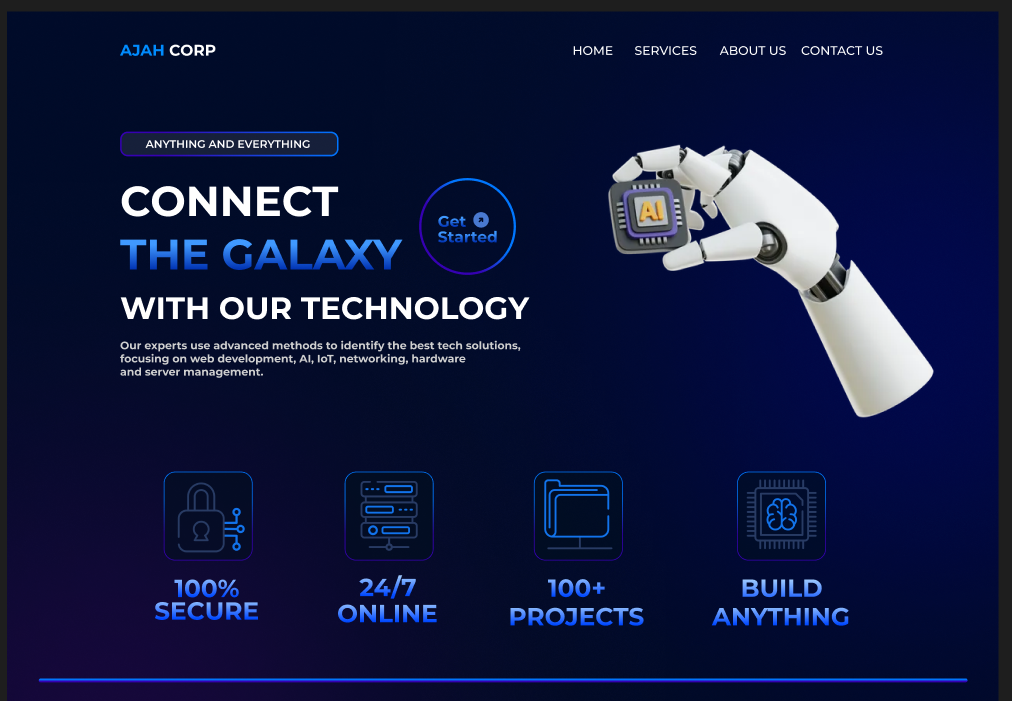 AJAH CORP
HOME SERVICES ABOUT US CONTACT US
ANYTHING AND EVERYTHING
CONNECT
THE GALAXY
Get
Started
WITH OUR TECHNOLOGY
Our experts use advanced methods to identify the best tech solutions,
focusing on web development, AI, IoT, networking, hardware
and server management.
AI
100%
SECURE
24/7
ONLINE
100+
PROJECTS
BUILD
ANYTHING